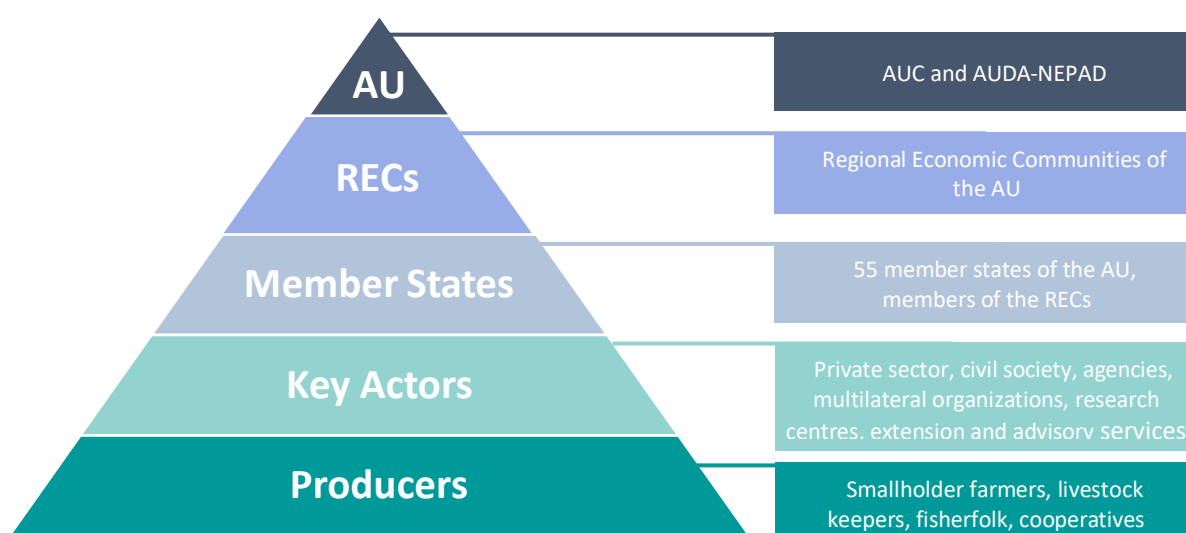 AU
AUC and AUDA-NEPAD
RECs
Regional Economic Communities of
the AU
Member States
55 member states of the AU,
members of the RECs
Key Actors
Private sector, civil society, agencies,
multilateral organizations, research
centres. extension and advisory services
Producers
Smallholder farmers, livestock
keepers, fisherfolk, cooperatives